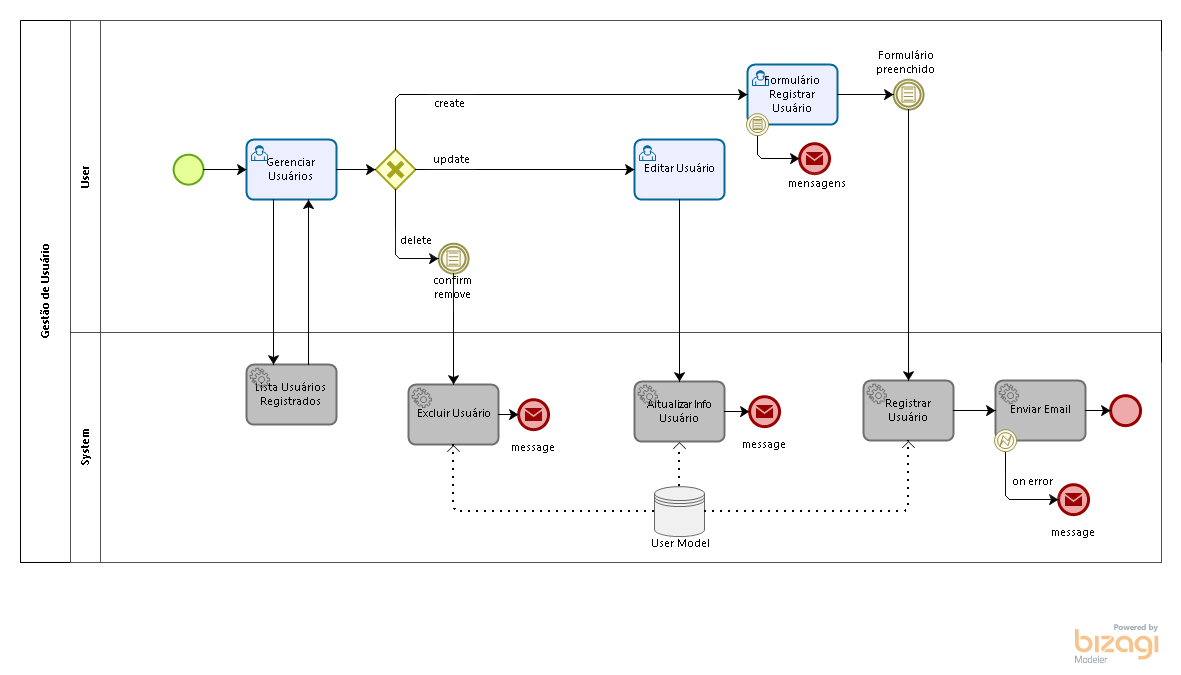 Gestão de Usuário
User
System
Gerenciar
Usuários
create
update
delete
confirm
remove
Formulário
Registrar
Usuário
mensagens
Formulário
preenchido
Editar Usuário
Lista Usuários
Registrados
Excluir Usuário
message
Atualizar Info
Usuário
message
Registrar
Usuário
Enviar Email
on error
message
User Model
Powered by
bizagi
Modeler